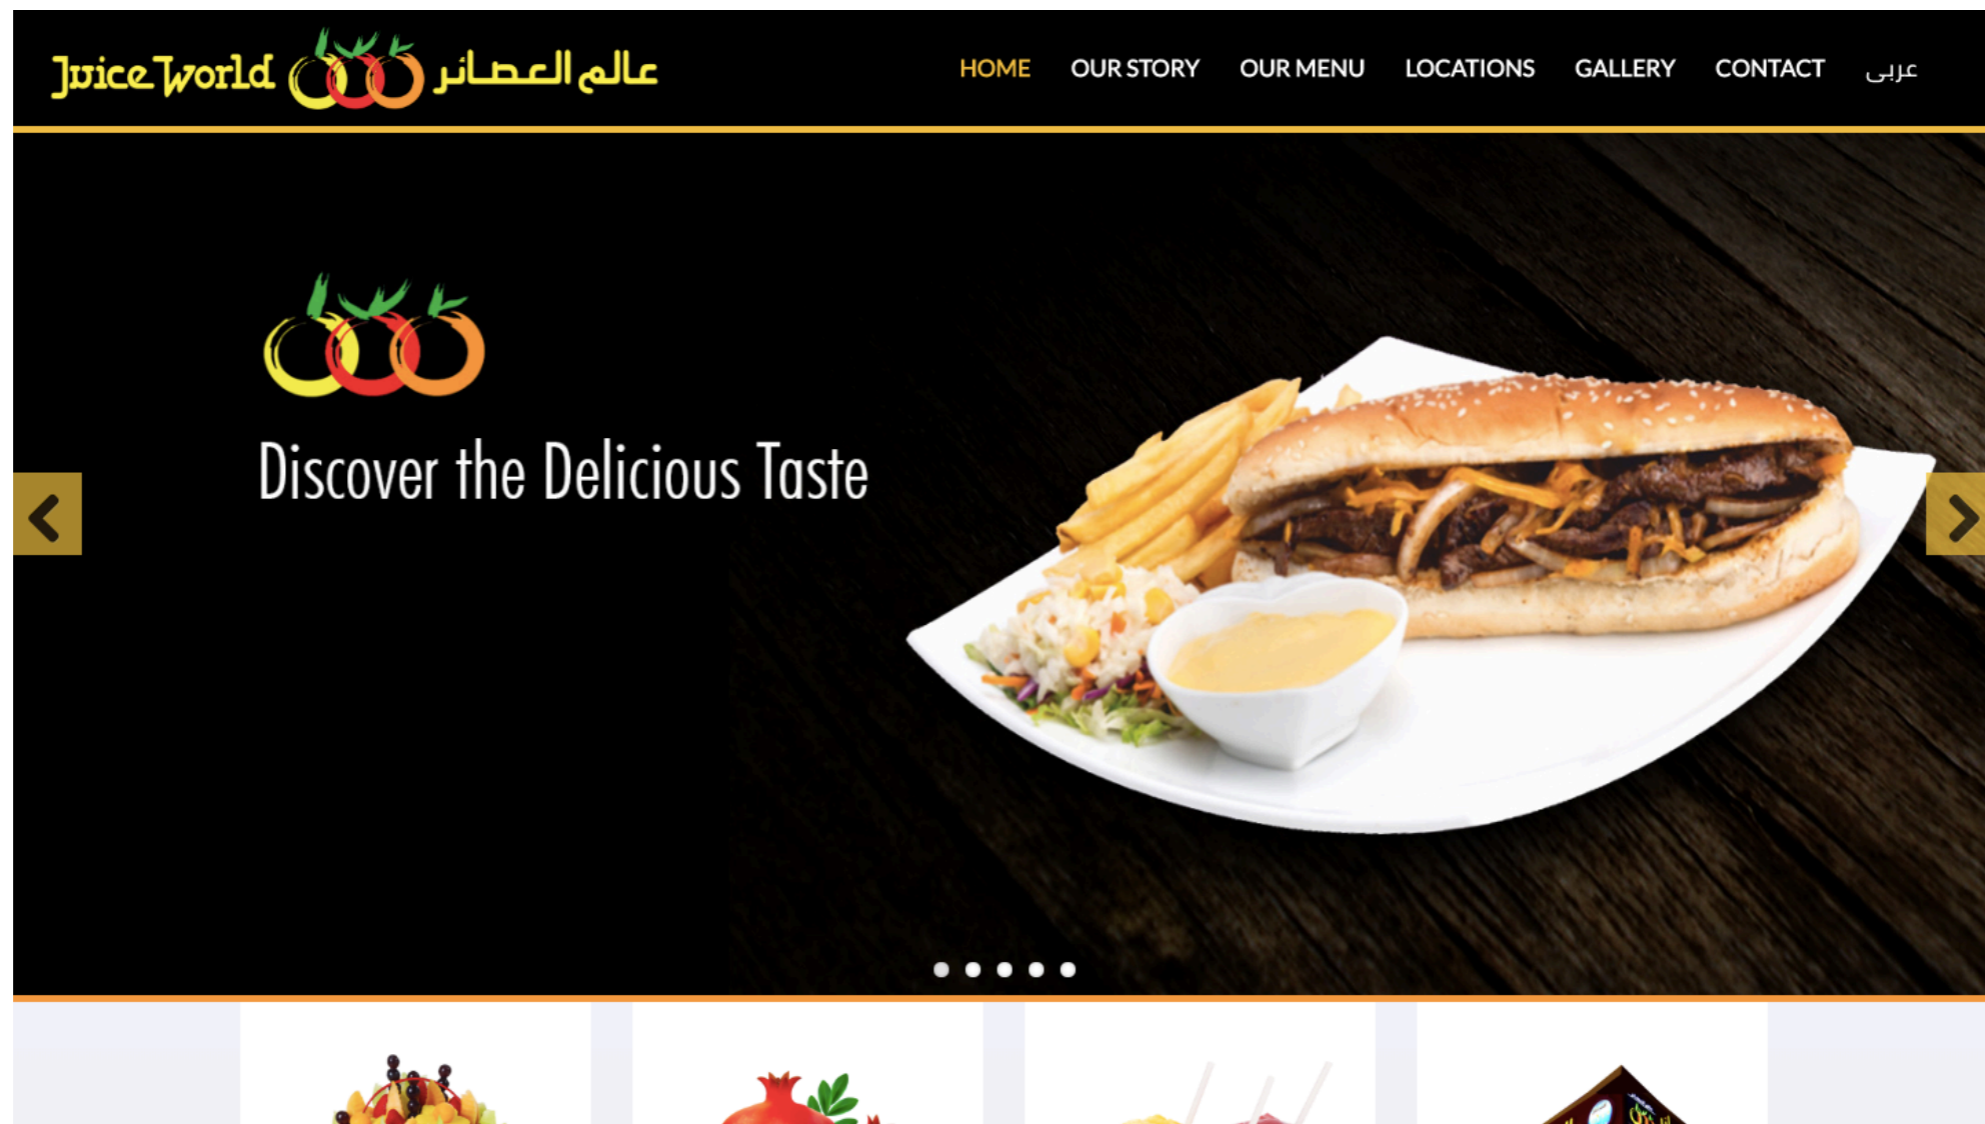 Juice World عالم العصائر
HOME OUR STORY OUR MENU LOCATIONS GALLERY CONTACT عربى
Discover the Delicious Taste